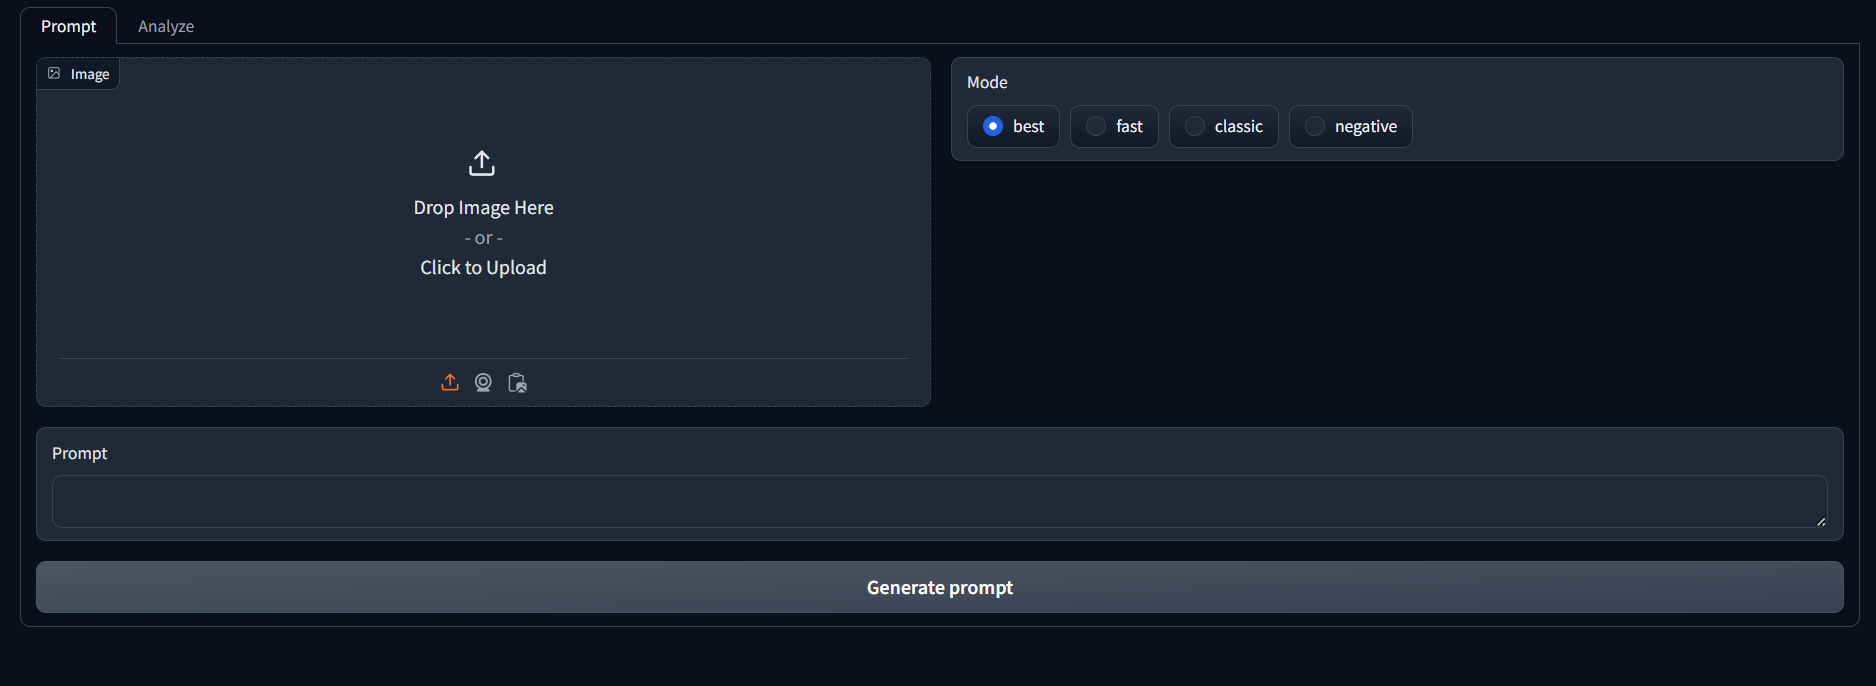 Prompt
Analyze
Image
Drop Image Here
- or -
Click to Upload
Mode
best
fast
classic
negative
Prompt
Generate prompt